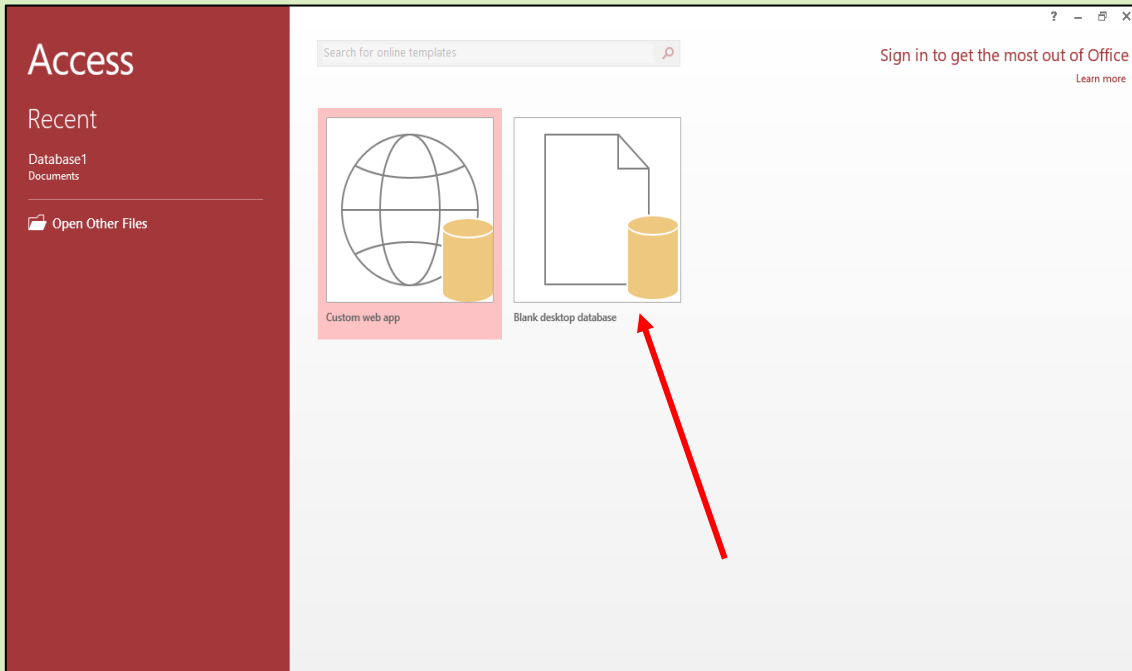 ?
Access
Search for online templates
Sign in to get the most out of Office
Learn more
Recent
Database1
Documents
Open Other Files
Custom web app
Blank desktop database